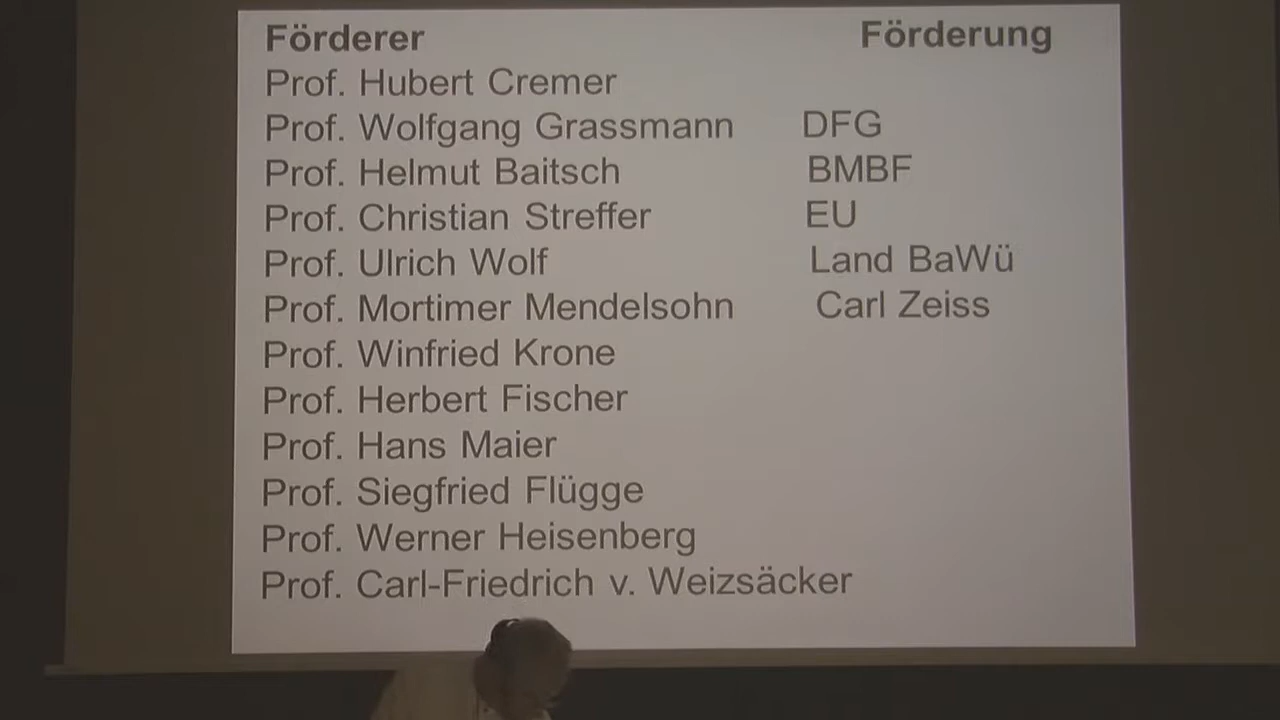 Förderer Förderung
Prof. Hubert Cremer
Prof. Wolfgang Grassmann DFG
Prof. Helmut Baitsch BMBF
Prof. Christian Streffer EU
Prof. Ulrich Wolf Land BaWü
Prof. Mortimer Mendelsohn Carl Zeiss
Prof. Winfried Krone
Prof. Herbert Fischer
Prof. Hans Maier
Prof. Siegfried Flügge
Prof. Werner Heisenberg
Prof. Carl-Friedrich v. Weizsäcker